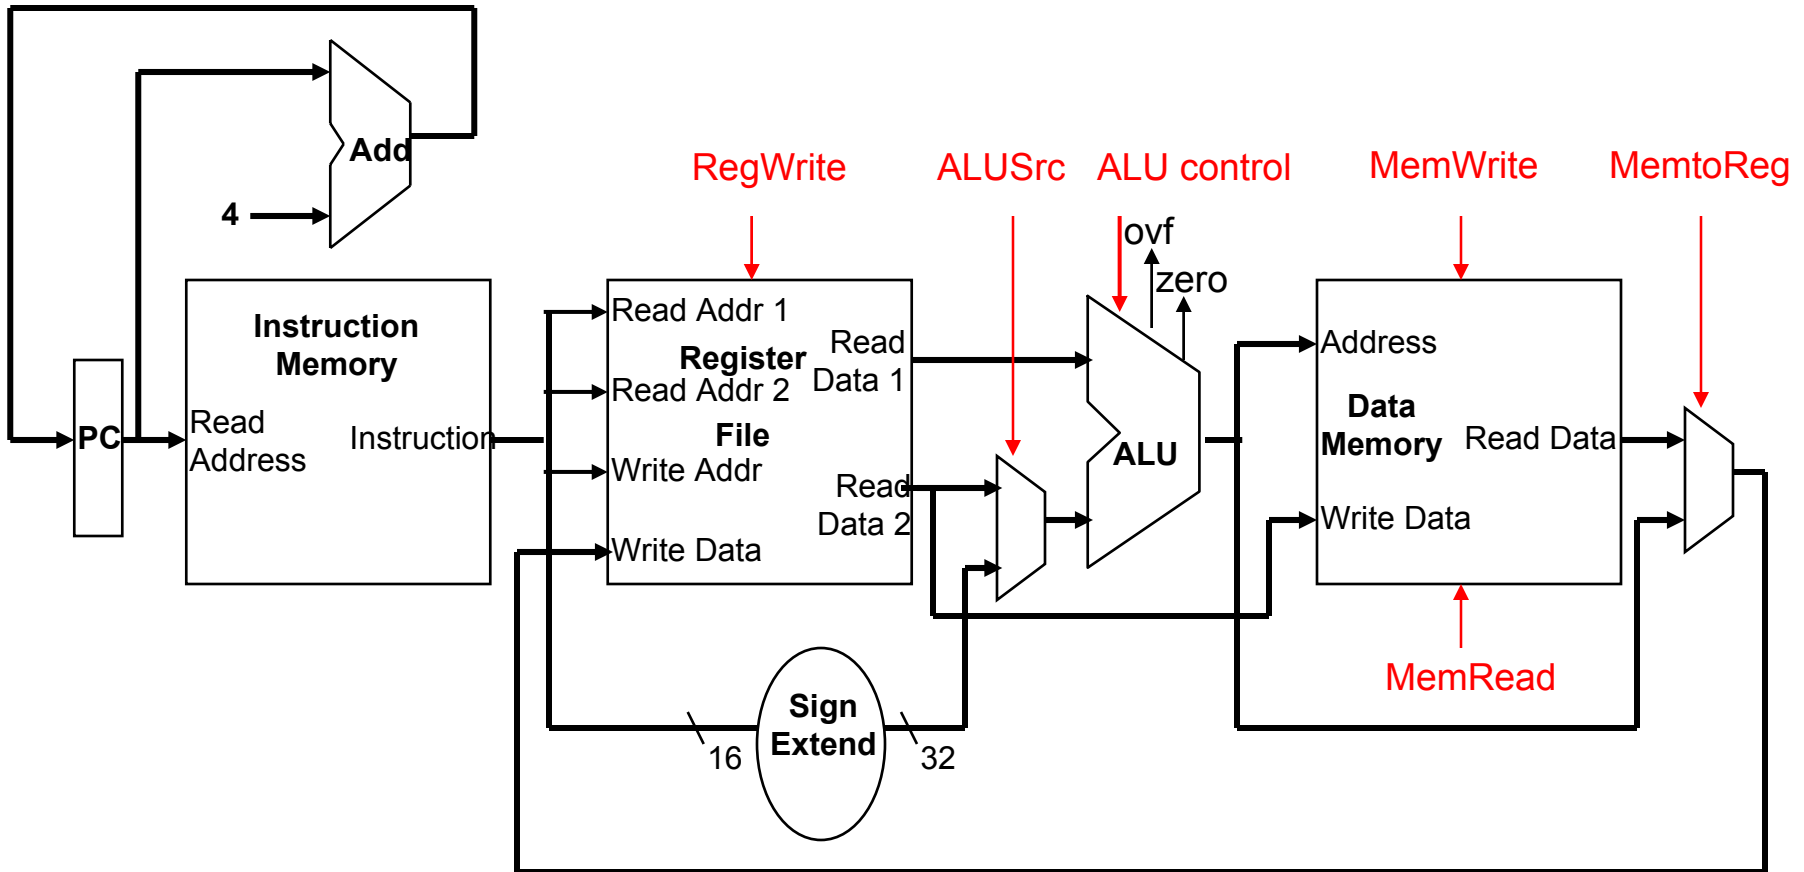 Add
4
RegWrite
ALUSrc
ALU control
MemWrite
MemtoReg
ovf
zero
PC
Instruction
Memory
Read
Address
Instruction
Read Addr 1
Register
Read Addr 2
File
Write Addr
Write Data
Read
Data 1
Read
Data 2
ALU
Address
Data
Memory
Read Data
Write Data
MemRead
Sign
Extend
16
32